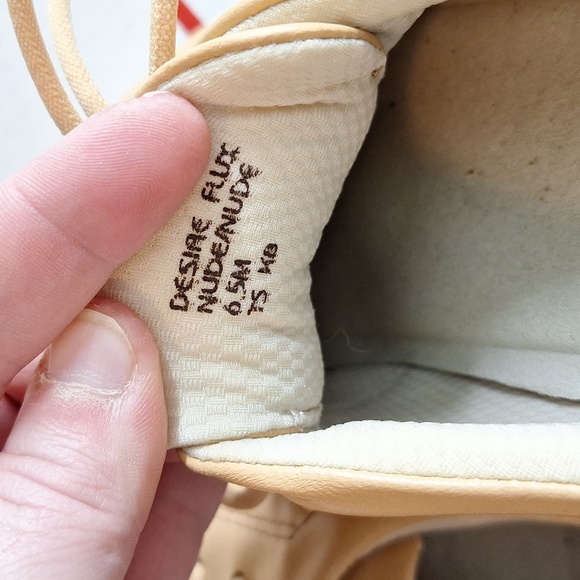 DESIRE FLUX
NUDE/NUDE
6.5M
TS KB